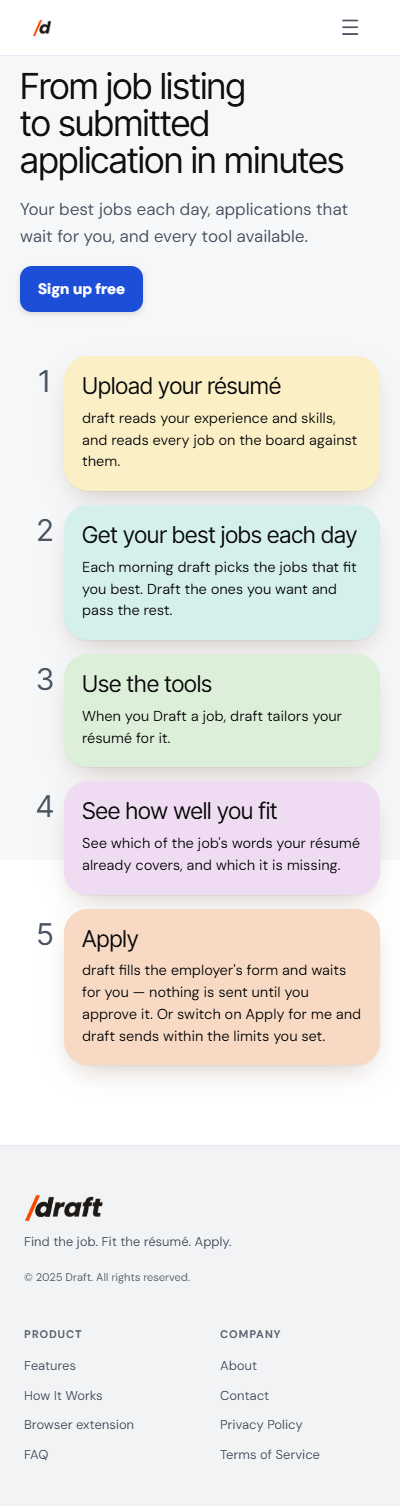 /d
☰
From job listing
to submitted
application in minutes
Your best jobs each day, applications that
wait for you, and every tool available.
Sign up free
1
Upload your résumé
draft reads your experience and skills,
and reads every job on the board against
them.
2
Get your best jobs each day
Each morning draft picks the jobs that fit
you best. Draft the ones you want and
pass the rest.
3
Use the tools
When you Draft a job, draft tailors your
résumé for it.
4
See how well you fit
See which of the job's words your résumé
already covers, and which it is missing.
5
Apply
draft fills the employer's form and waits
for you — nothing is sent until you
approve it. Or switch on Apply for me and
draft sends within the limits you set.
/draft
Find the job. Fit the résumé. Apply.
© 2025 Draft. All rights reserved.
PRODUCT
Features
How It Works
Browser extension
FAQ
COMPANY
About
Contact
Privacy Policy
Terms of Service